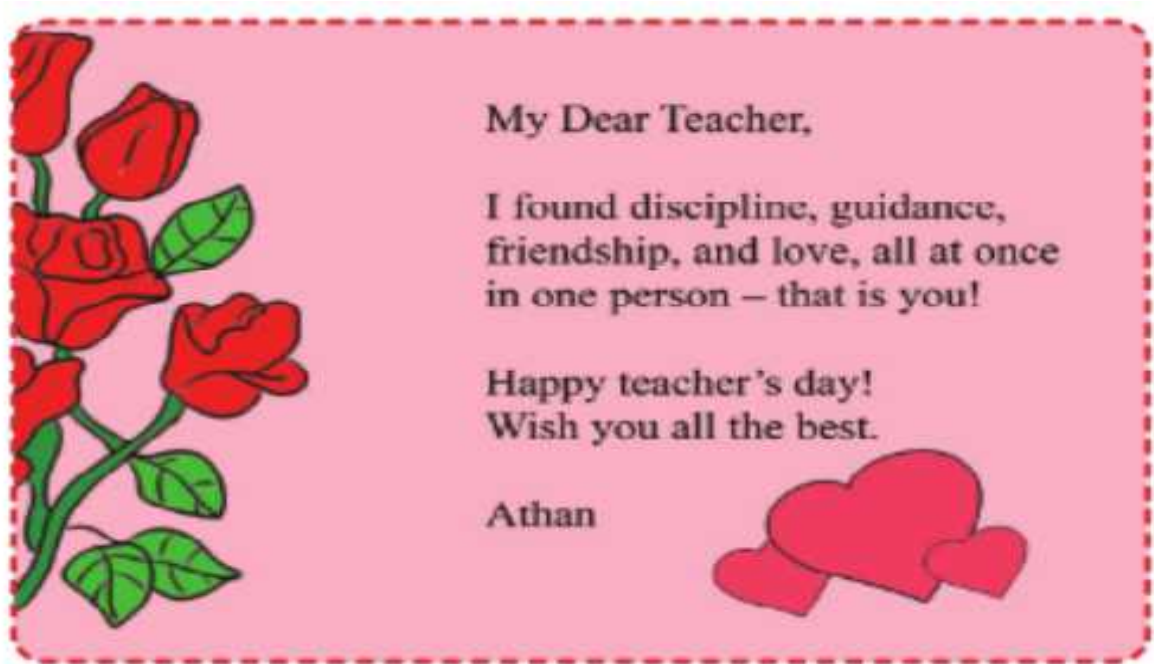 My Dear Teacher,
I found discipline, guidance,
friendship, and love, all at once
in one person – that is you!
Happy teacher's day!
Wish you all the best.
Athan